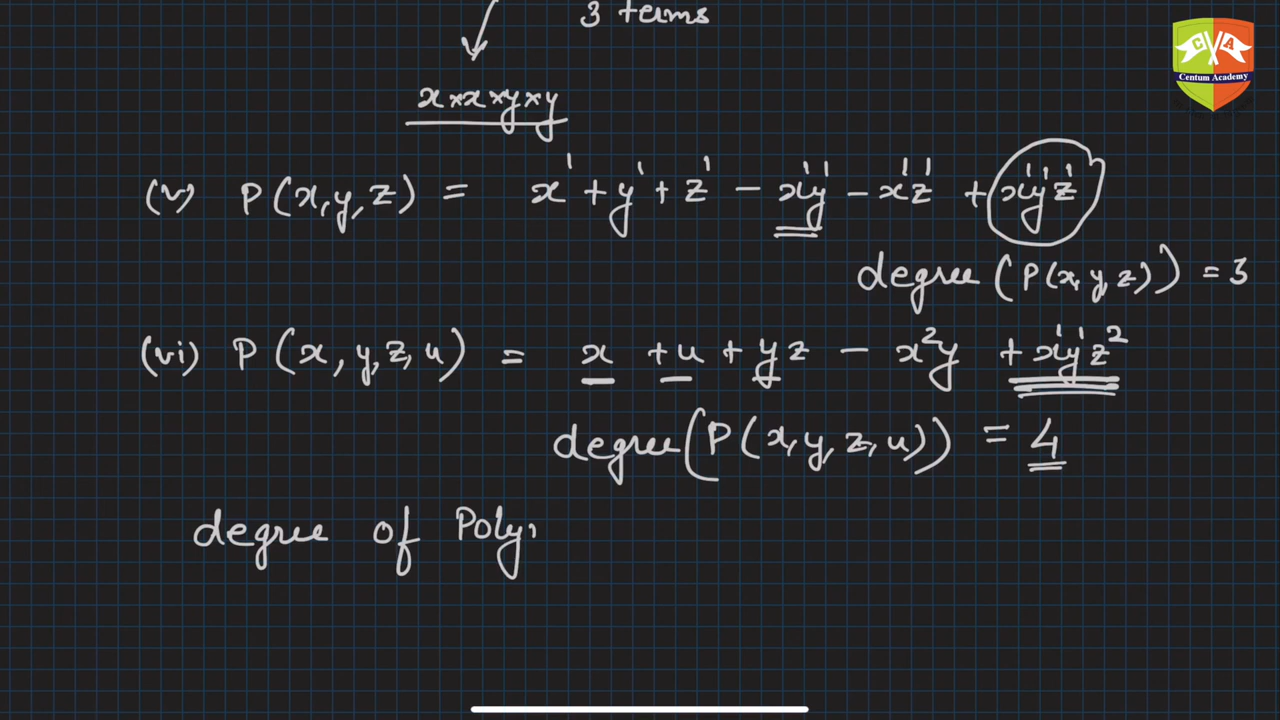 3 terms
C A
Centum Academy
x×x×y×y
(v) P(x,y,z) = x¹ + y¹ + z¹ - x¹y¹ - x¹z¹ + x¹y¹z¹
degree (P(x,y,z)) = 3
(vi) P(x,y,z,u) = x + u + yz - x²y + x¹y¹z²
degree(P(x,y,z,u)) = 4
degree of Poly